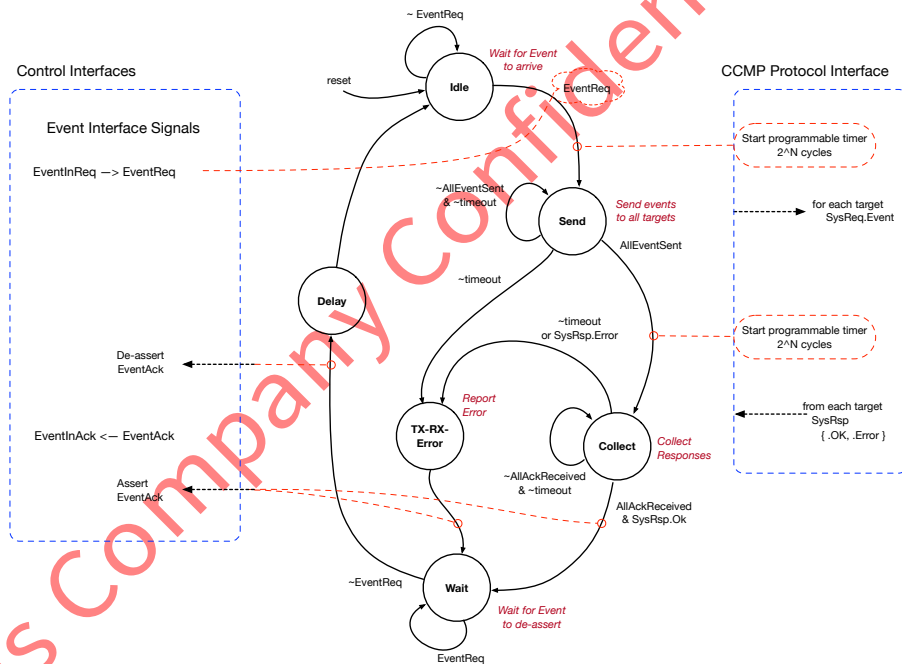 ~ EventReq
Wait for Event
to arrive
Control Interfaces
CCMP Protocol Interface
reset
Idle
EventReq
Event Interface Signals
Start programmable timer
2^N cycles
EventInReq —> EventReq
~AllEventSent
& ~timeout
Send events
to all targets
for each target
SysReq.Event
Send
AllEventSent
~timeout
Delay
~timeout
or SysRsp.Error
Start programmable timer
2^N cycles
De-assert
EventAck
Report
Error
from each target
SysRsp
{ .OK, .Error }
TX-RX-
Error
EventInAck <— EventAck
Collect
Collect
Responses
~AllAckReceived
& ~timeout
Assert
EventAck
AllAckReceived
& SysRsp.Ok
~EventReq
Wait
Wait for Event
to de-assert
EventReq
s Company Confiden